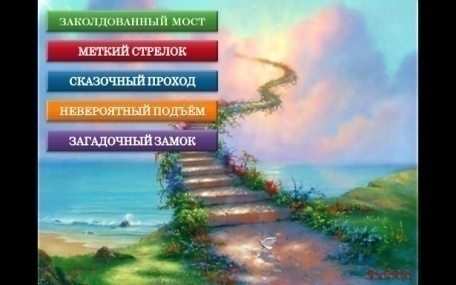 ЗАКОЛДОВАННЫЙ МОСТ
МЕТКИЙ СТРЕЛОК
СКАЗОЧНЫЙ ПРОХОД
НЕВЕРОЯТНЫЙ ПОДЪЁМ
ЗАГАДОЧНЫЙ ЗАМОК